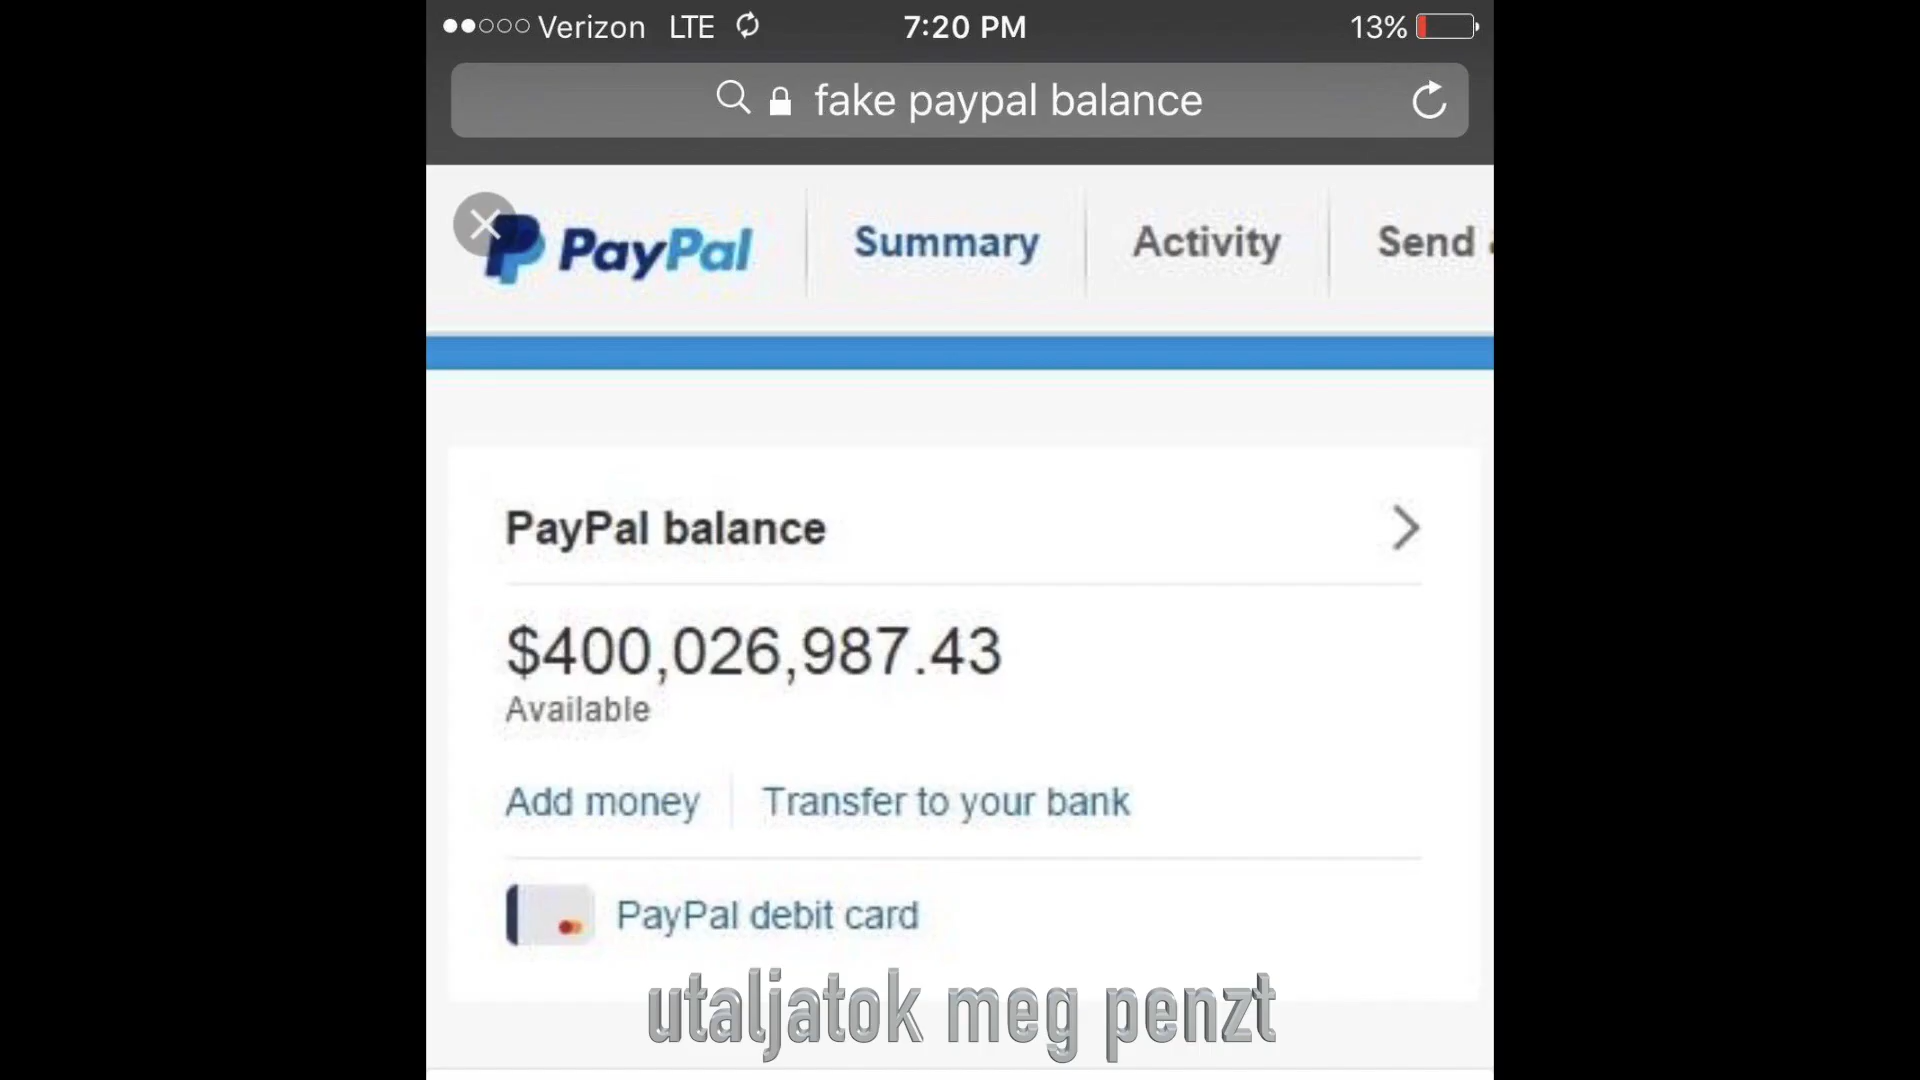 Verizon LTE 7:20 PM 13%
fake paypal balance
PayPal Summary Activity Send
PayPal balance
$400,026,987.43
Available
Add money Transfer to your bank
PayPal debit card
utaljatok meg penzt